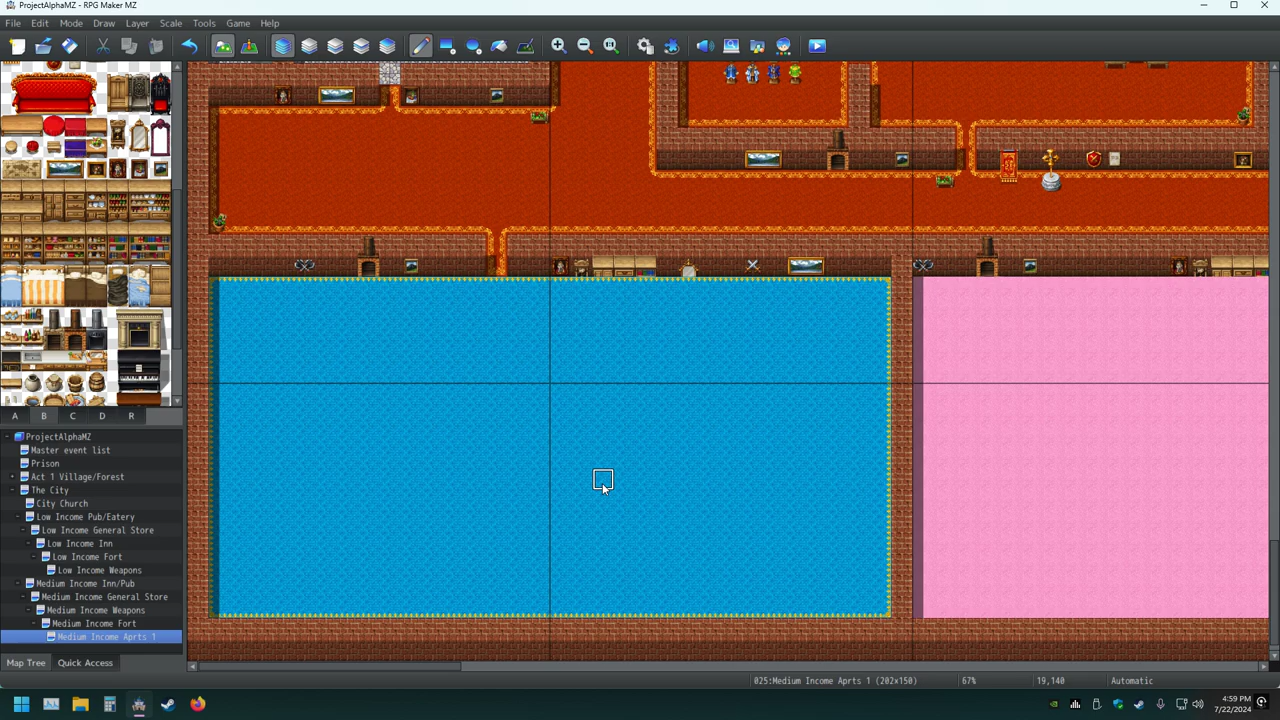 ProjectAlphaMZ - RPG Maker MZ
File Edit Mode Draw Layer Scale Tools Game Help
A B C D R
ProjectAlphaMZ
Master event list
Prison
Act 1 Village/Forest
The City
City Church
Low Income Pub/Eatery
Low Income General Store
Low Income Inn
Low Income Fort
Low Income Weapons
Medium Income Inn/Pub
Medium Income General Store
Medium Income Weapons
Medium Income Fort
Medium Income Aprts 1
Map Tree Quick Access
025:Medium Income Aprts 1 (202×150) 67% 19,140 Automatic
4:59 PM
7/22/2024